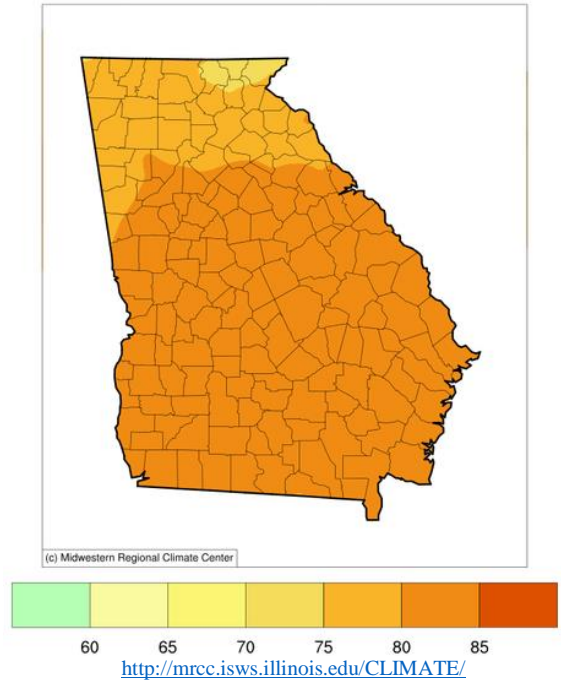 (c) Midwestern Regional Climate Center
60 65 70 75 80 85
http://mrcc.isws.illinois.edu/CLIMATE/